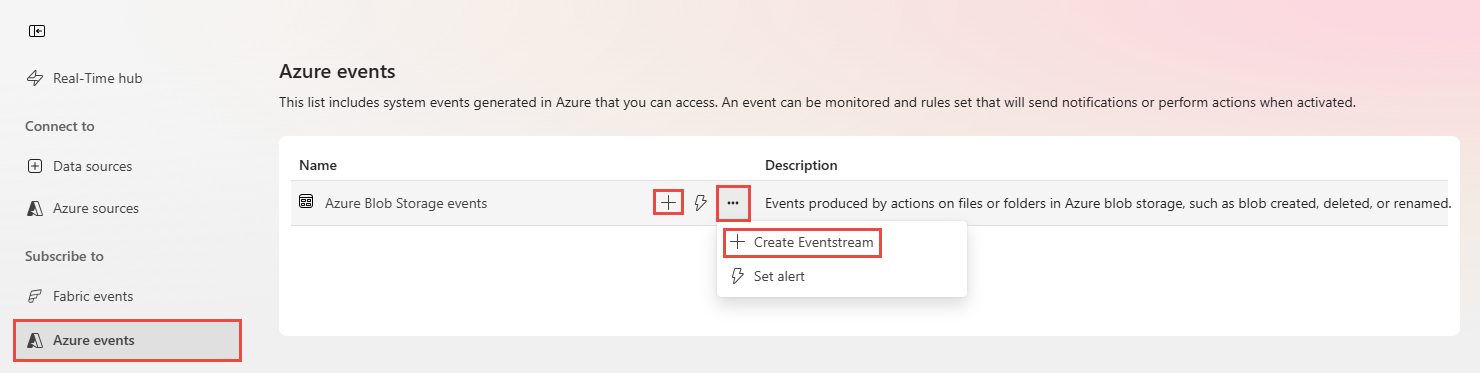 Real-Time hub
Connect to
Data sources
Azure sources
Subscribe to
Fabric events
Azure events
Azure events
This list includes system events generated in Azure that you can access. An event can be monitored and rules set that will send notifications or perform actions when activated.
Name Description
Azure Blob Storage events Events produced by actions on files or folders in Azure blob storage, such as blob created, deleted, or renamed.
Create Eventstream
Set alert